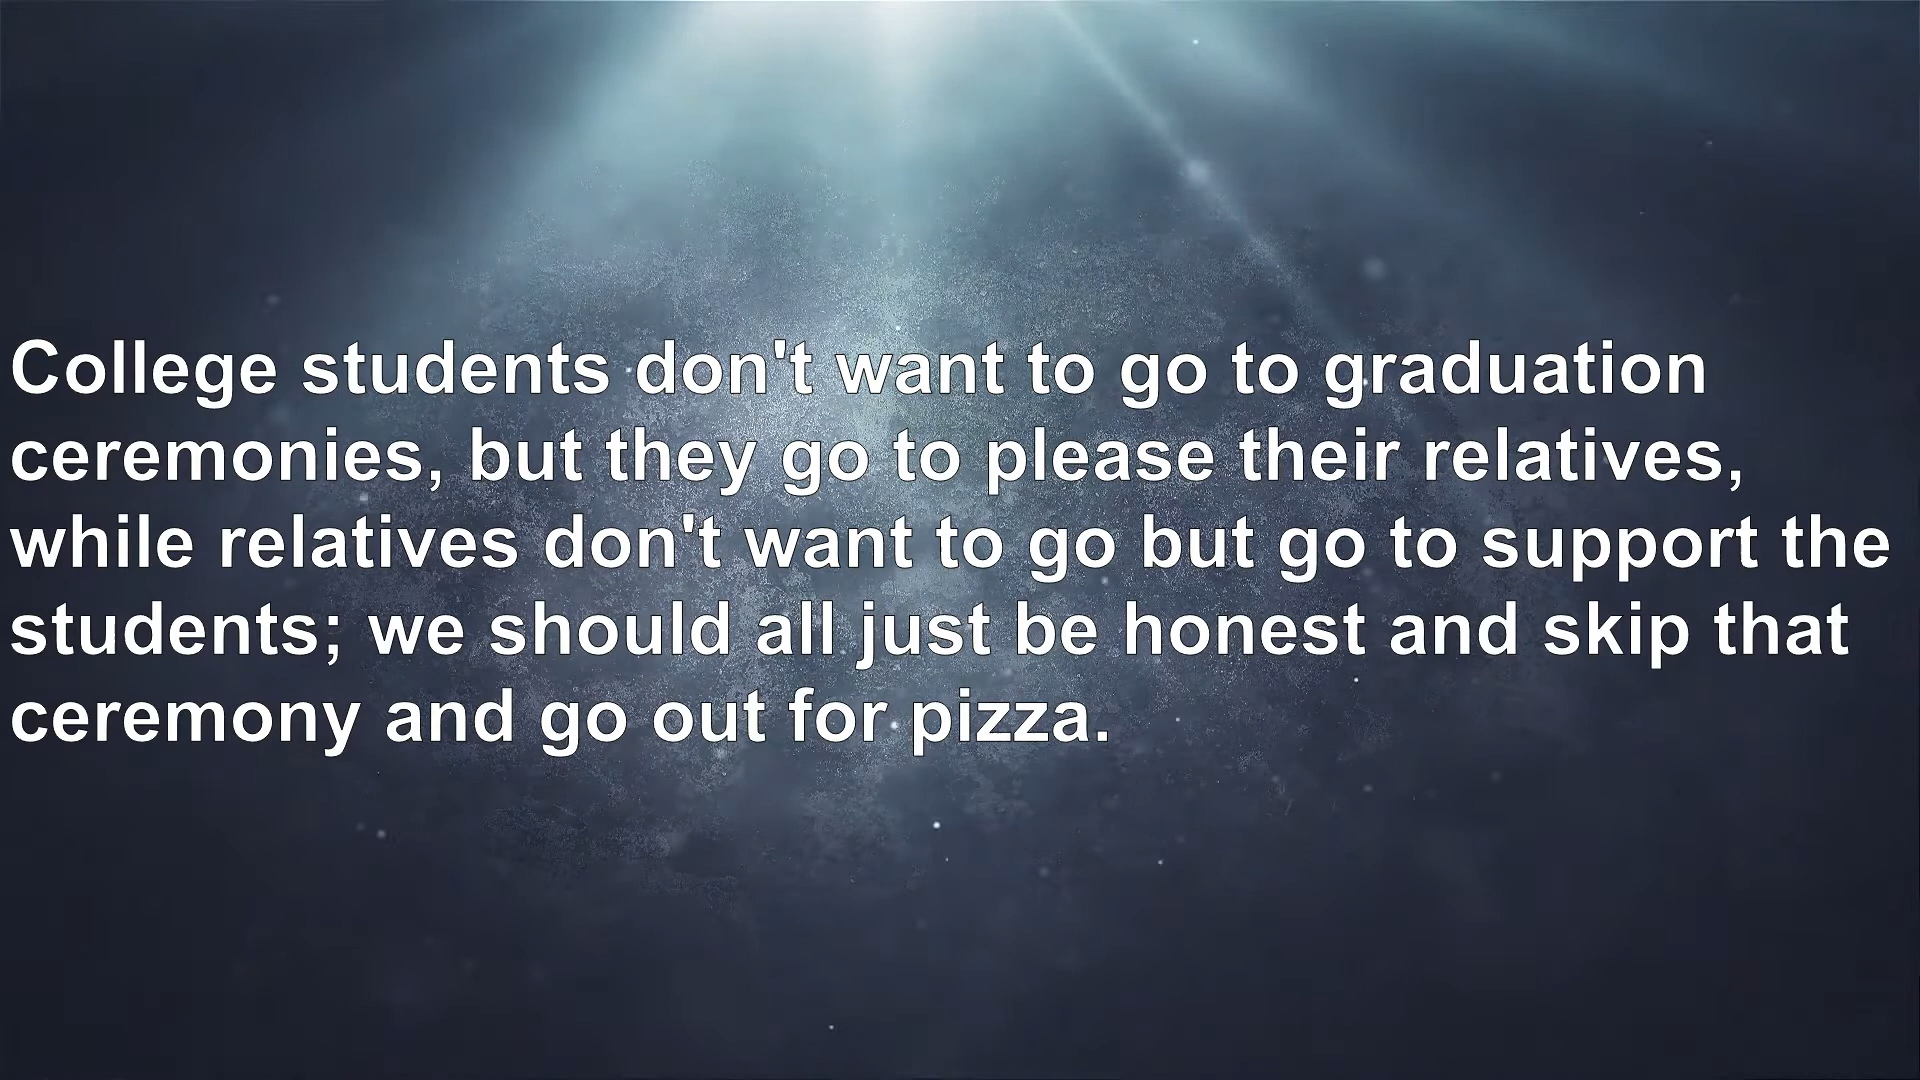 College students don't want to go to graduation
ceremonies, but they go to please their relatives,
while relatives don't want to go but go to support the
students; we should all just be honest and skip that
ceremony and go out for pizza.